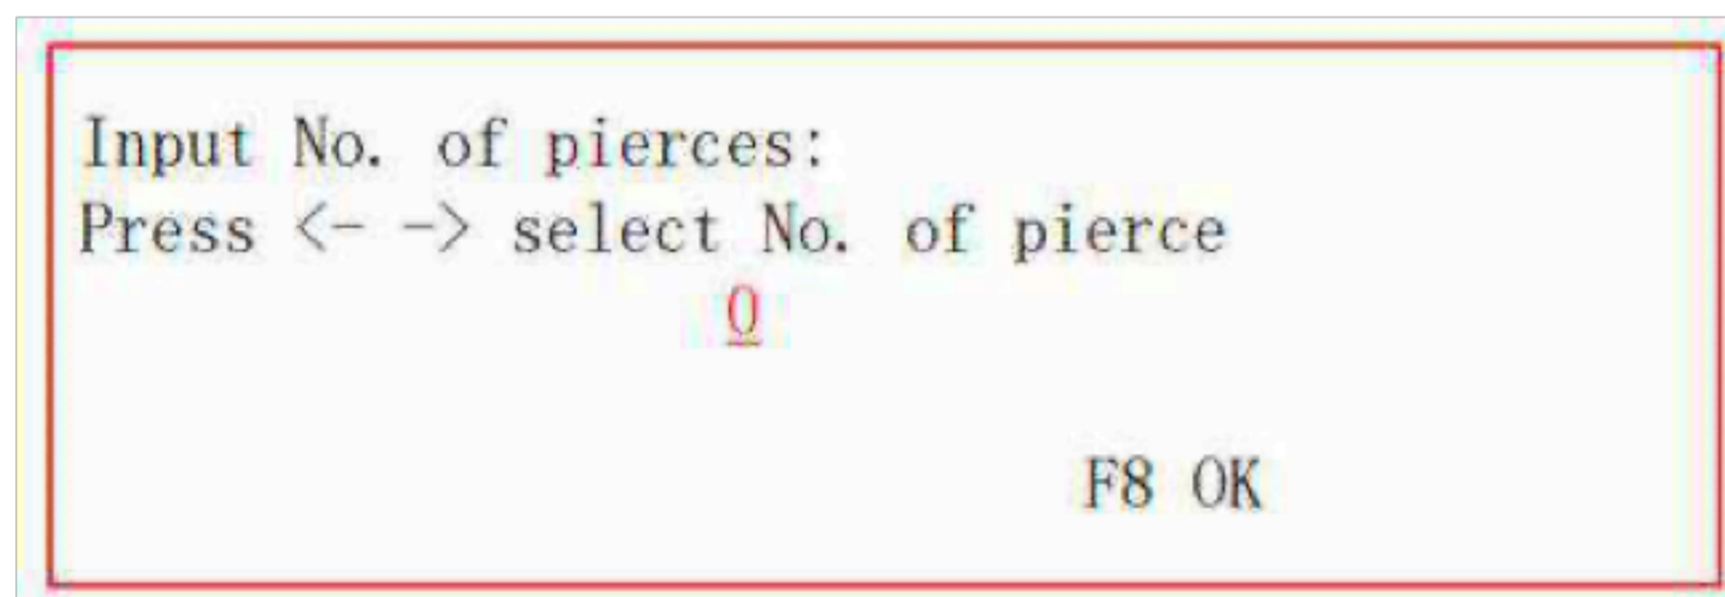 Input No. of pierces:
Press <- -> select No. of pierce
0
F8 OK